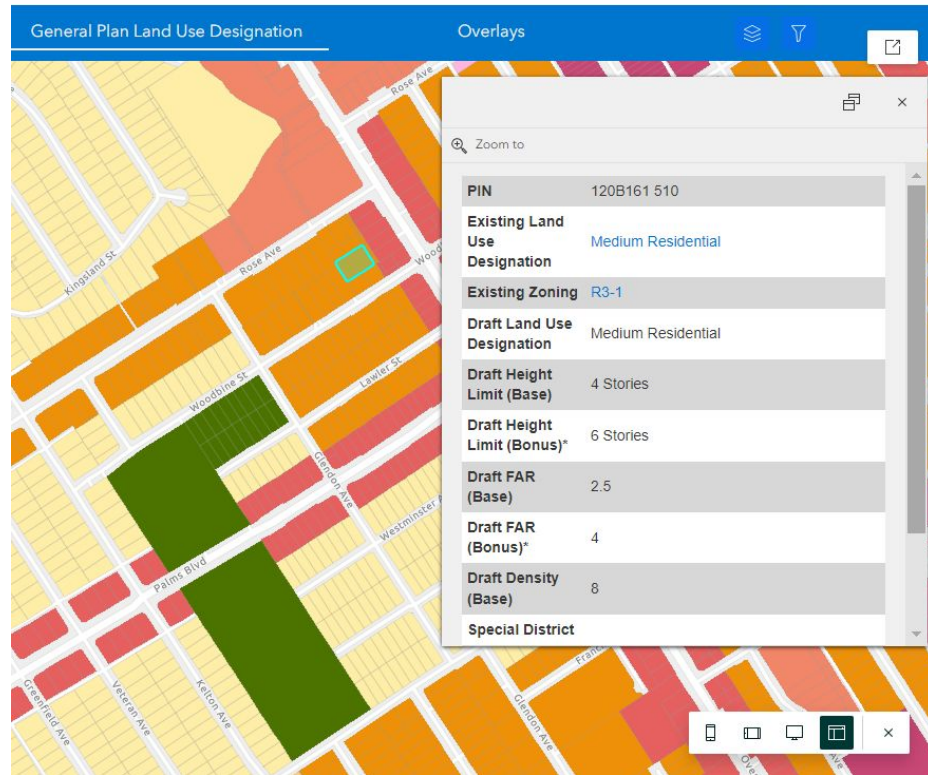 General Plan Land Use Designation
Overlays
Zoom to
PIN 120B161 510
Existing Land
Use
Designation
Medium Residential
Existing Zoning R3-1
Draft Land Use
Designation
Medium Residential
Draft Height
Limit (Base)
4 Stories
Draft Height
Limit (Bonus)*
6 Stories
Draft FAR
(Base)
2.5
Draft FAR
(Bonus)*
4
Draft Density
(Base)
8
Special District
Rose Ave
Kingsland St
Rose Ave
Woodbine St
Lawler St
Glendon Ave
Westminster
Palms Blvd
Greenfield Ave
Veteran Ave
Kelton Ave
Glendon Ave